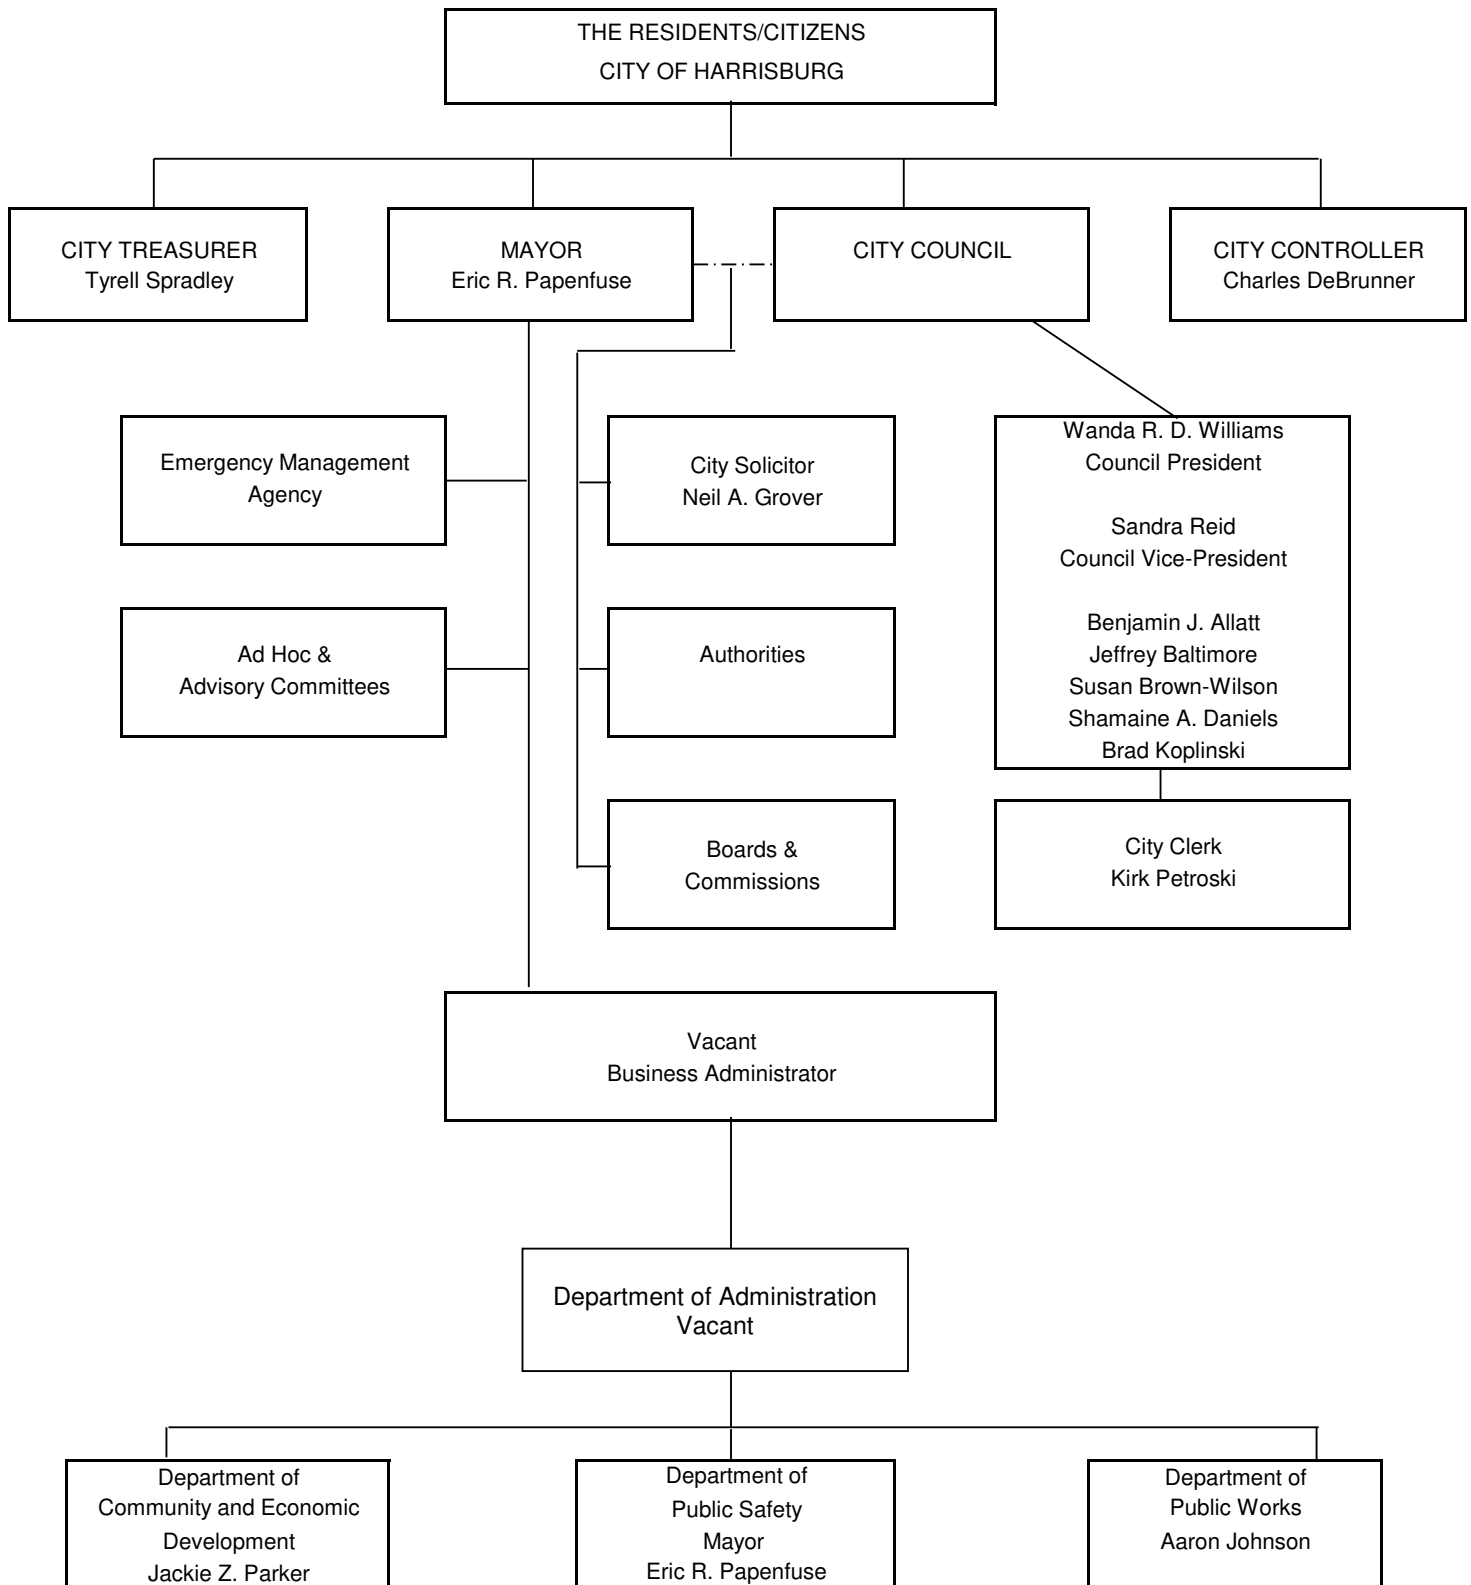 THE RESIDENTS/CITIZENS
CITY OF HARRISBURG
CITY TREASURER
Tyrell Spradley
MAYOR
Eric R. Papenfuse
CITY COUNCIL
CITY CONTROLLER
Charles DeBrunner
Emergency Management
Agency
City Solicitor
Neil A. Grover
Wanda R. D. Williams
Council President
Sandra Reid
Council Vice-President
Benjamin J. Allatt
Jeffrey Baltimore
Susan Brown-Wilson
Shamaine A. Daniels
Brad Koplinski
Ad Hoc &
Advisory Committees
Authorities
Boards &
Commissions
City Clerk
Kirk Petroski
Vacant
Business Administrator
Department of Administration
Vacant
Department of
Community and Economic
Development
Jackie Z. Parker
Department of
Public Safety
Mayor
Eric R. Papenfuse
Department of
Public Works
Aaron Johnson